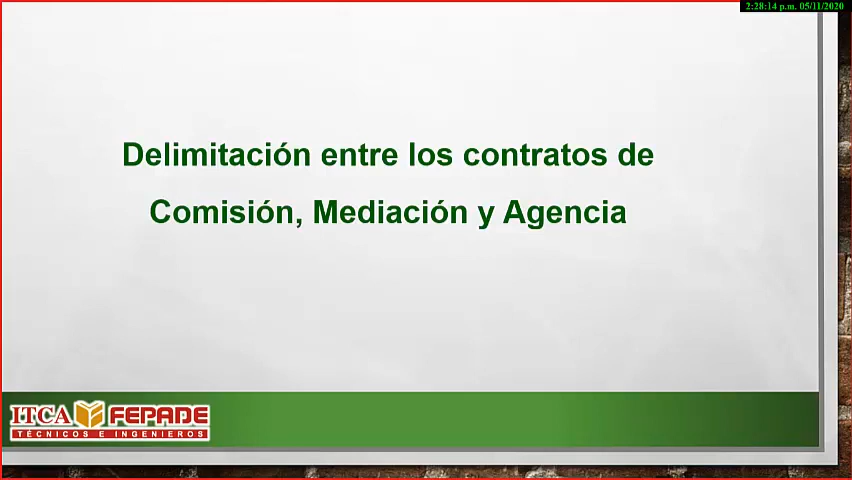 2:28:14 p.m. 05/11/2020
Delimitación entre los contratos de
Comisión, Mediación y Agencia
ITCA FEPADE
TÉCNICOS E INGENIEROS